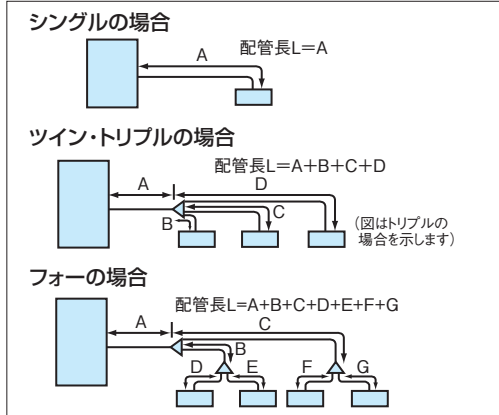 シングルの場合
配管長L=A
A
ツイン・トリプルの場合
配管長L=A+B+C+D
A
D
B
C
(図はトリプルの
場合を示します)
フォーの場合
配管長L=A+B+C+D+E+F+G
A
C
B
D
E
F
G